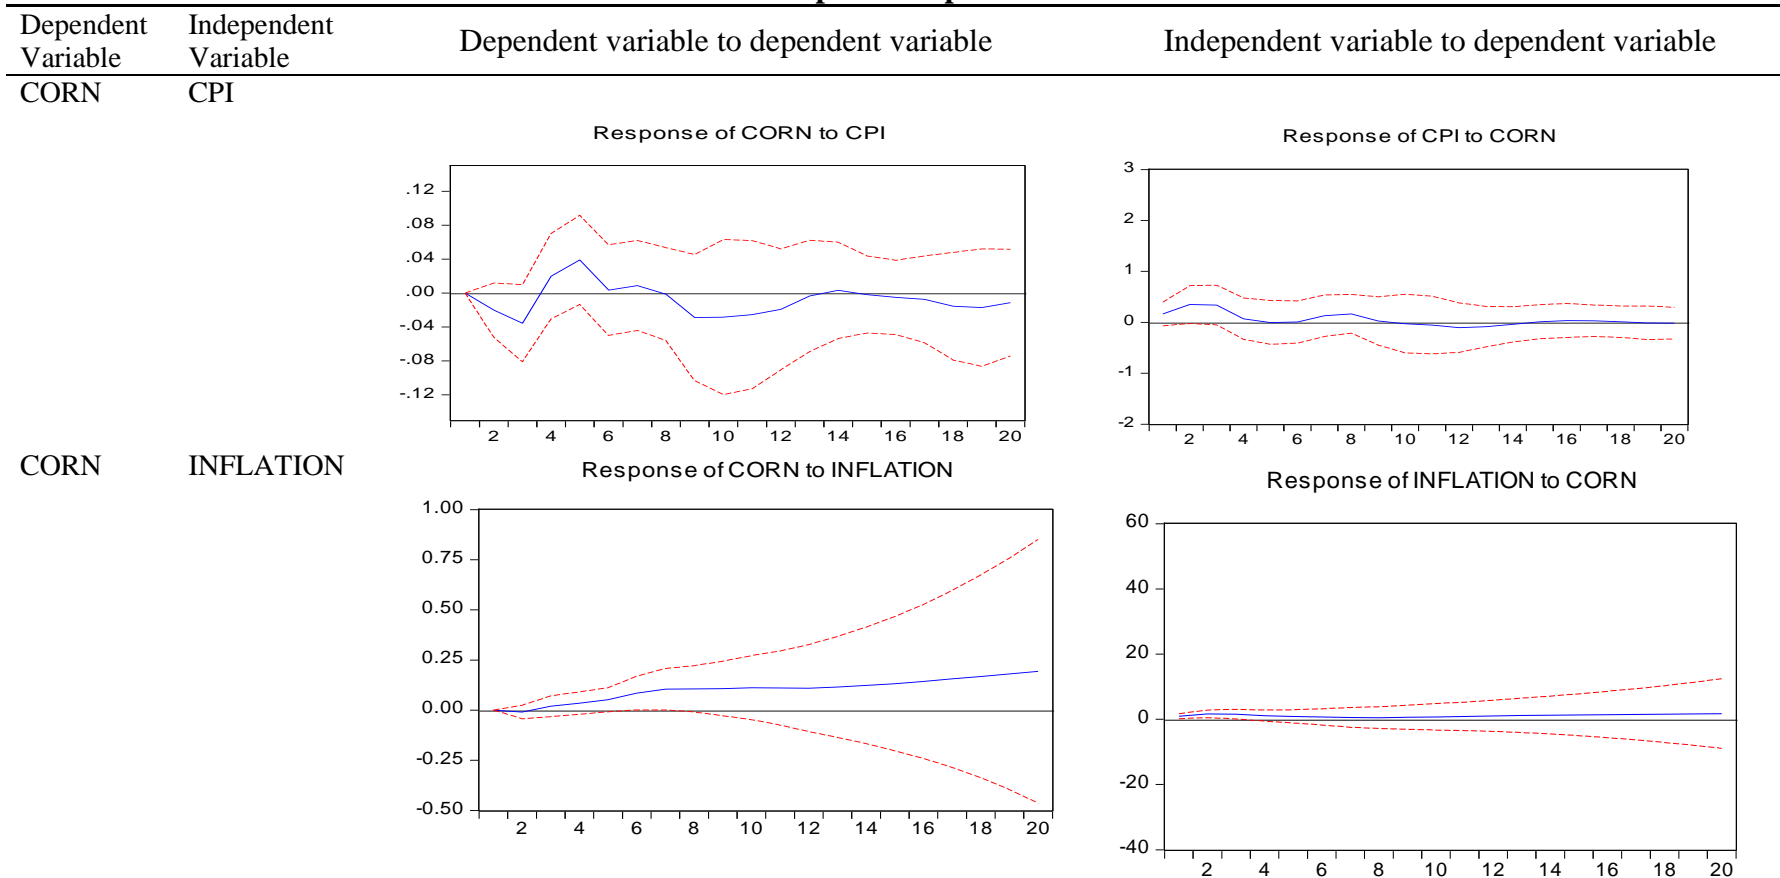 Dependent Variable
Independent Variable
Dependent variable to dependent variable
Independent variable to dependent variable
CORN
CPI
Response of CORN to CPI
.12
.08
.04
.00
-.04
-.08
-.12
2 4 6 8 10 12 14 16 18 20
Response of CPI to CORN
3
2
1
0
-1
-2
2 4 6 8 10 12 14 16 18 20
CORN
INFLATION
Response of CORN to INFLATION
1.00
0.75
0.50
0.25
0.00
-0.25
-0.50
2 4 6 8 10 12 14 16 18 20
Response of INFLATION to CORN
60
40
20
0
-20
-40
2 4 6 8 10 12 14 16 18 20